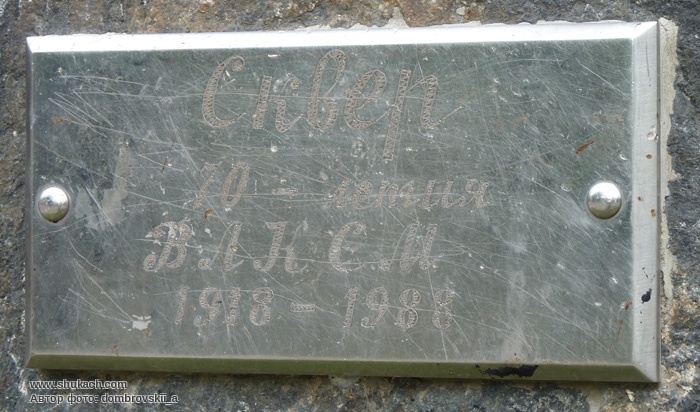 Сквер
70 - летия
ВЛКСМ
1918 - 1988
www.shukach.com
Автор фото: dombrovskii_a